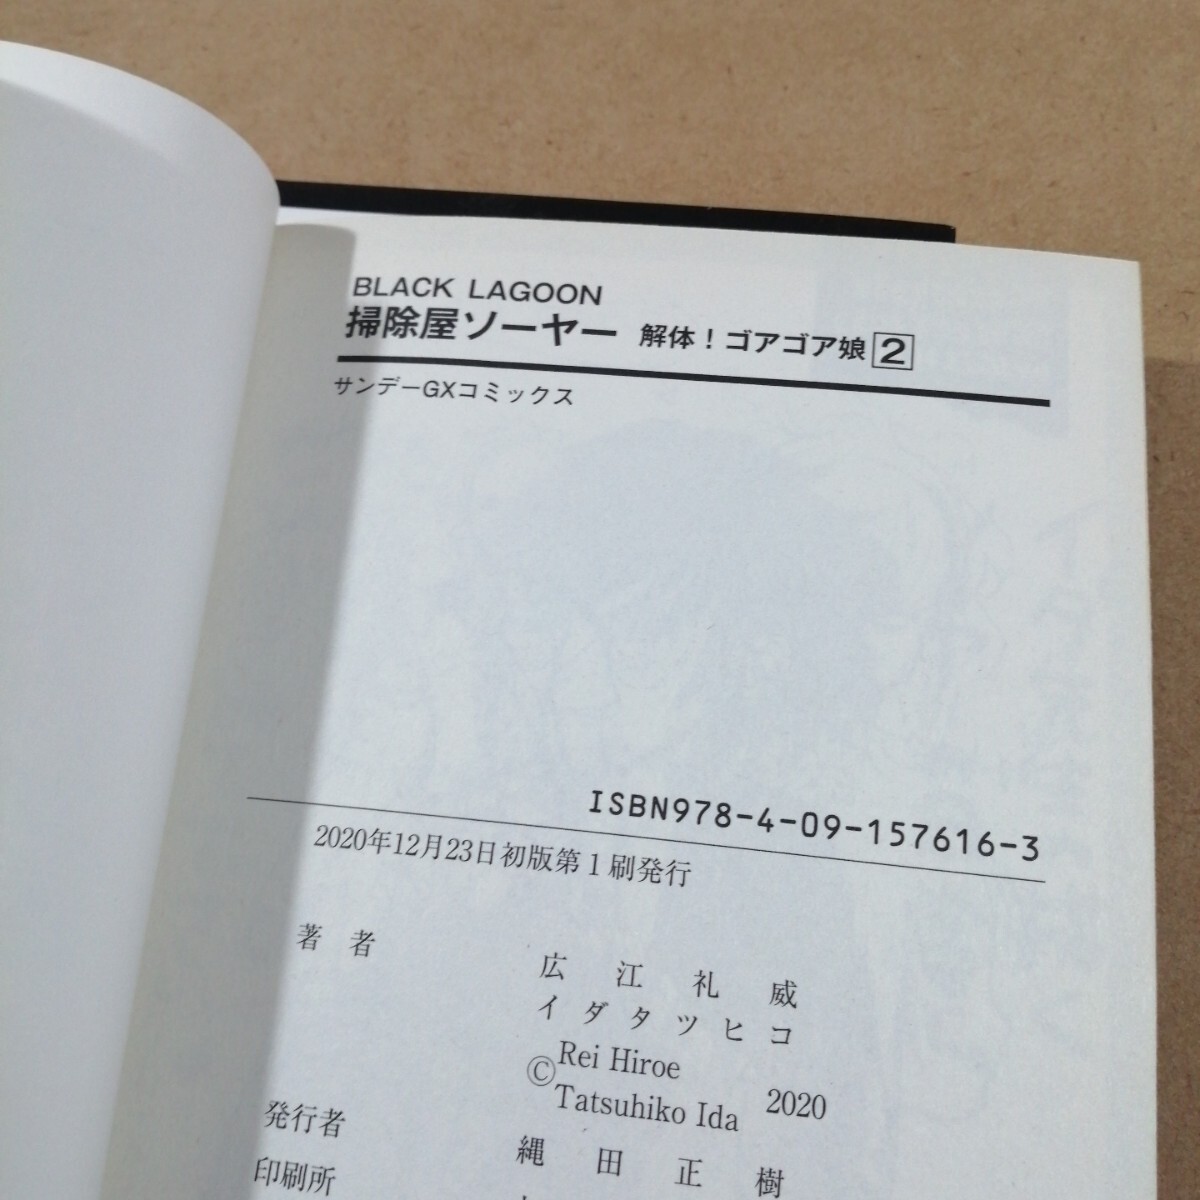 BLACK LAGOON
掃除屋ソーヤー 解体！ゴアゴア娘 2
サンデーGXコミックス
ISBN978-4-09-157616-3
2020年12月23日初版第1刷発行
著者 広江礼威
イダタツヒコ
© Rei Hiroe
Tatsuhiko Ida 2020
発行者 縄田正樹
印刷所